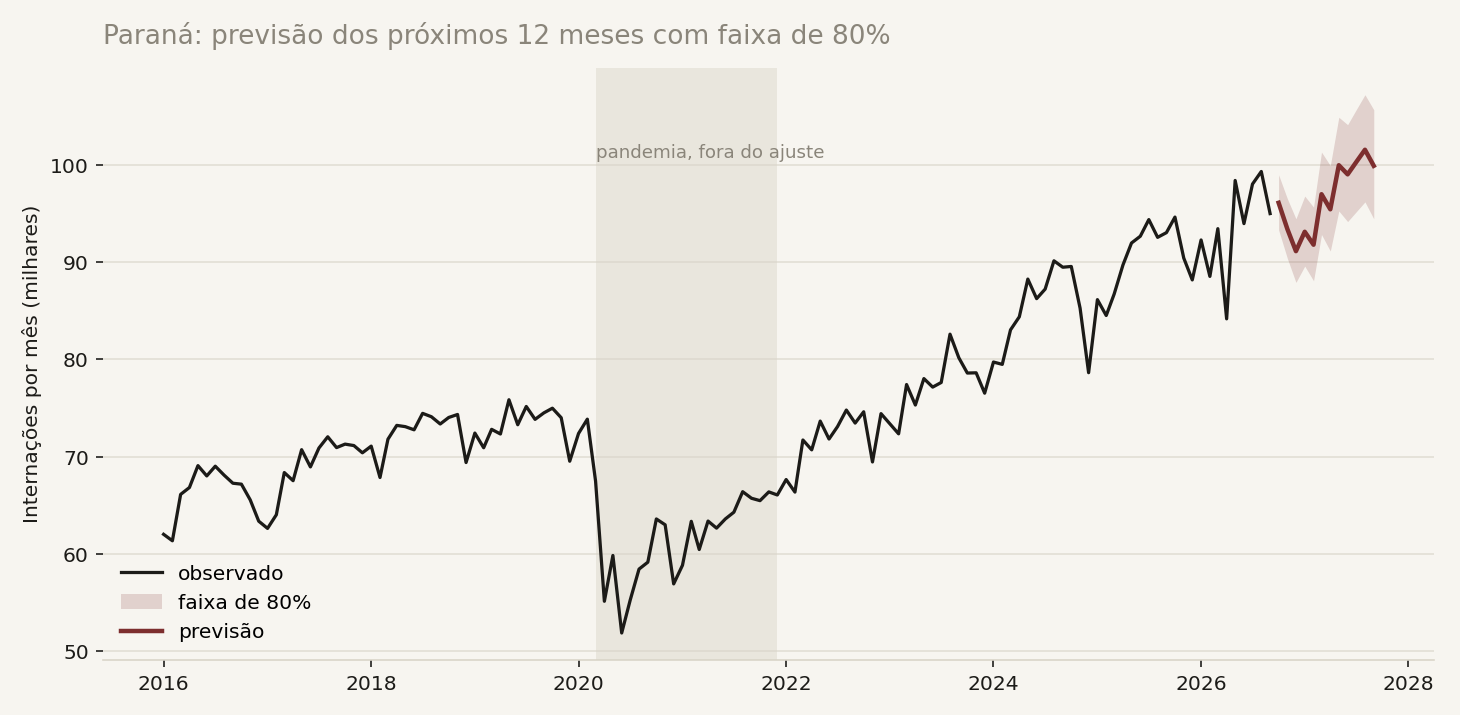 Paraná: previsão dos próximos 12 meses com faixa de 80%
Internações por mês (milhares)
pandemia, fora do ajuste
100
90
80
70
60
50
observado
faixa de 80%
previsão
2016
2018
2020
2022
2024
2026
2028